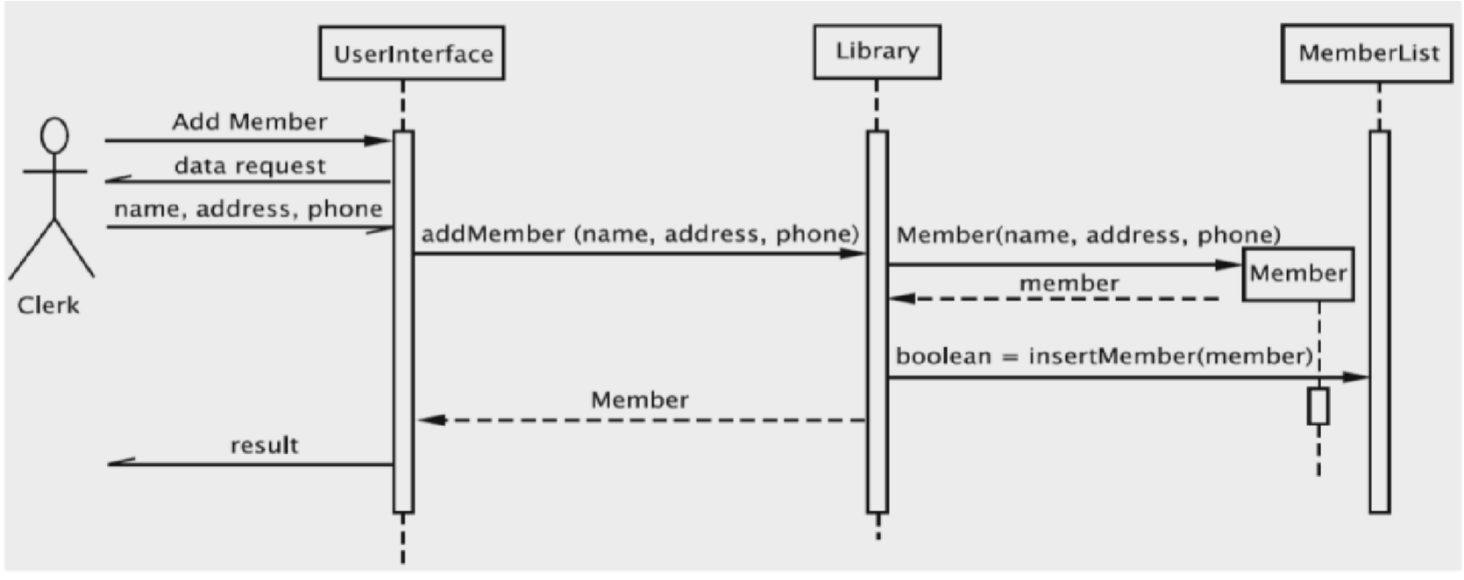 UserInterface
Library
MemberList
Add Member
data request
name, address, phone
addMember (name, address, phone)
Member(name, address, phone)
Member
member
Clerk
boolean = insertMember(member)
Member
result